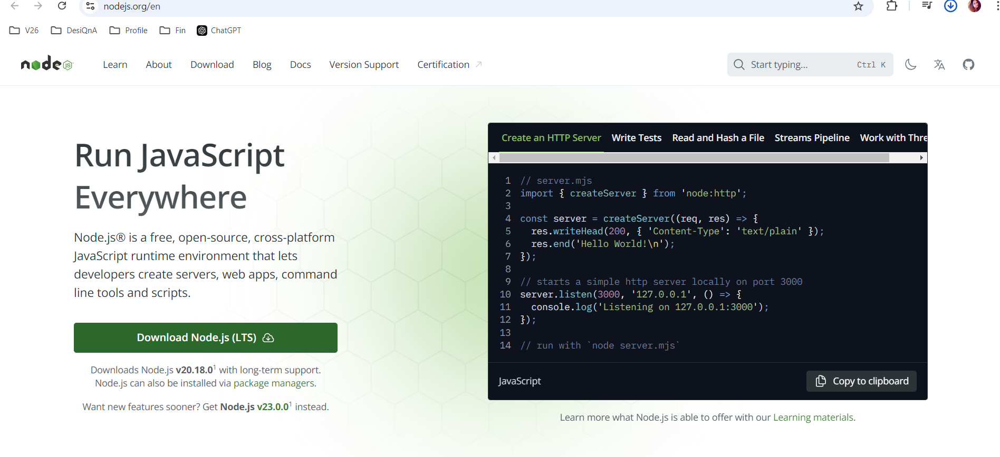 nodejs.org/en
V26 DesiQnA Profile Fin ChatGPT
node JS Learn About Download Blog Docs Version Support Certification Start typing... Ctrl K
Run JavaScript
Everywhere
Node.js® is a free, open-source, cross-platform
JavaScript runtime environment that lets
developers create servers, web apps, command
line tools and scripts.
Download Node.js (LTS)
Downloads Node.js v20.18.0¹ with long-term support.
Node.js can also be installed via package managers.
Want new features sooner? Get Node.js v23.0.0¹ instead.
Create an HTTP Server Write Tests Read and Hash a File Streams Pipeline Work with Thre
1 // server.mjs
2 import { createServer } from 'node:http';
3
4 const server = createServer((req, res) => {
5   res.writeHead(200, { 'Content-Type': 'text/plain' });
6   res.end('Hello World!\n');
7 });
8
9 // starts a simple http server locally on port 3000
10 server.listen(3000, '127.0.0.1', () => {
11   console.log('Listening on 127.0.0.1:3000');
12 });
13
14 // run with `node server.mjs`
JavaScript Copy to clipboard
Learn more what Node.js is able to offer with our Learning materials.